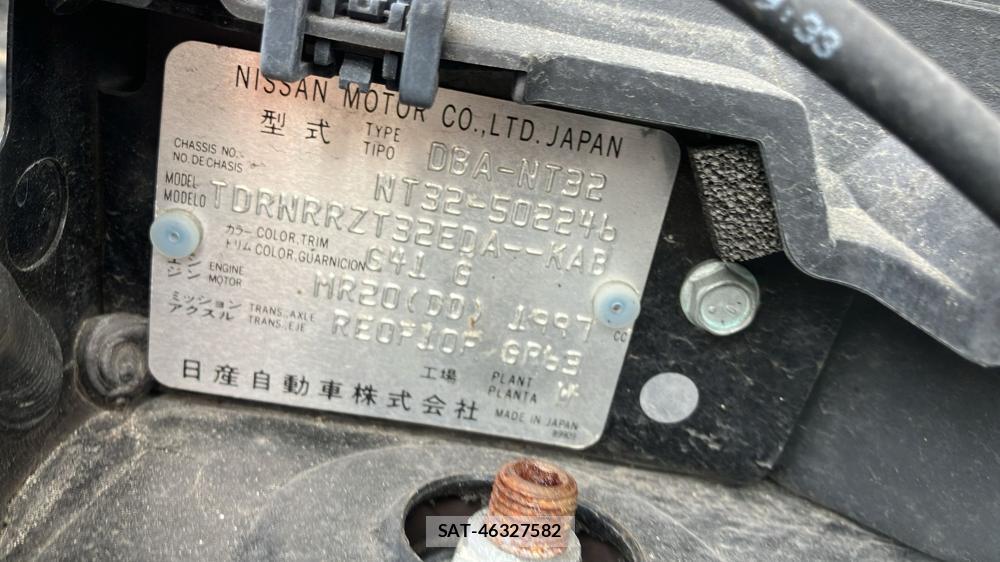 9:33
NISSAN MOTOR CO.,LTD. JAPAN
型式 TYPE TIPO DBA-NT32
CHASSIS NO. NO. DE CHASIS NT32-502246
MODEL MODELO TDRNRRZT32EDA--KAB
カラー COLOR, TRIM
トリム COLOR, GUARNICION G41 G
エンジン ENGINE MOTOR MR20(DD) 1997 CC
ミッション TRANS., AXLE
アクスル TRANS., EJE RE0F10F GP63
工場 PLANT PLANTA W
日産自動車株式会社 MADE IN JAPAN
SAT-46327582